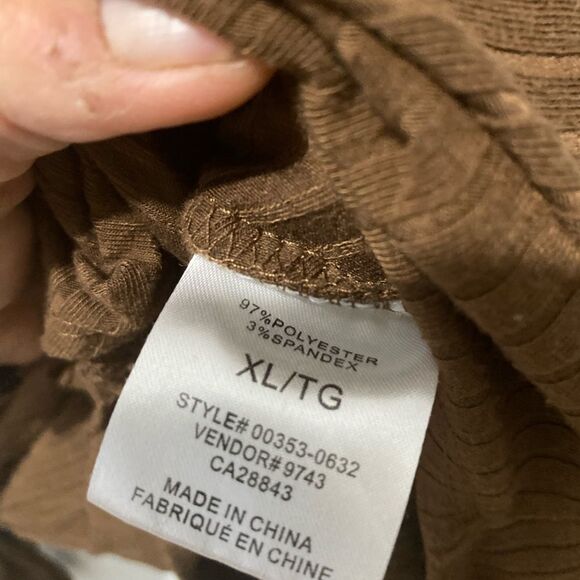 97%POLYESTER
3%SPANDEX
XL/TG
STYLE# 00353-0632
VENDOR#9743
CA28843
MADE IN CHINA
FABRIQUÉ EN CHINE